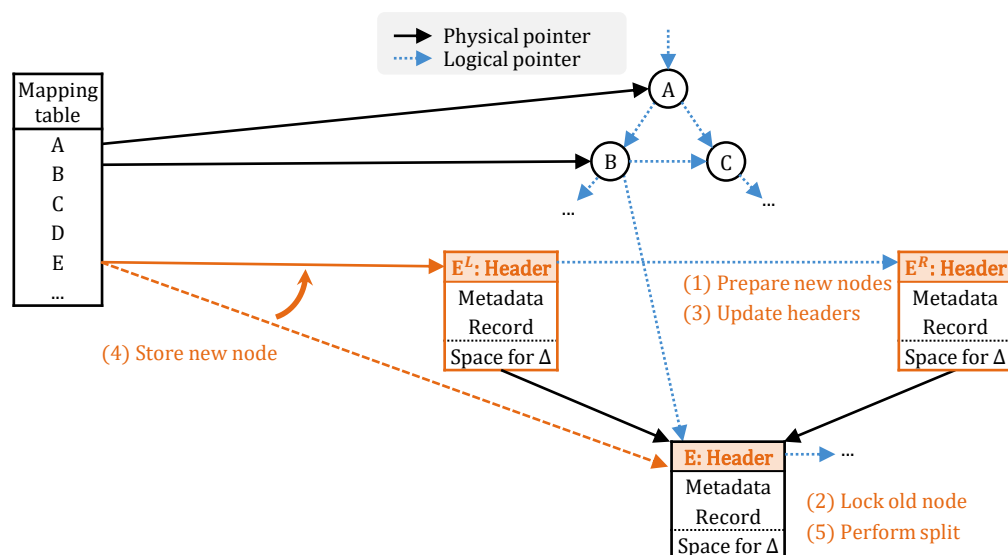 Physical pointer
Logical pointer
Mapping
table
A
B
C
D
E
...
A
B
C
...
...
E^L: Header
Metadata
Record
Space for Δ
(1) Prepare new nodes
(3) Update headers
E^R: Header
Metadata
Record
Space for Δ
(4) Store new node
E: Header
Metadata
Record
Space for Δ
...
(2) Lock old node
(5) Perform split